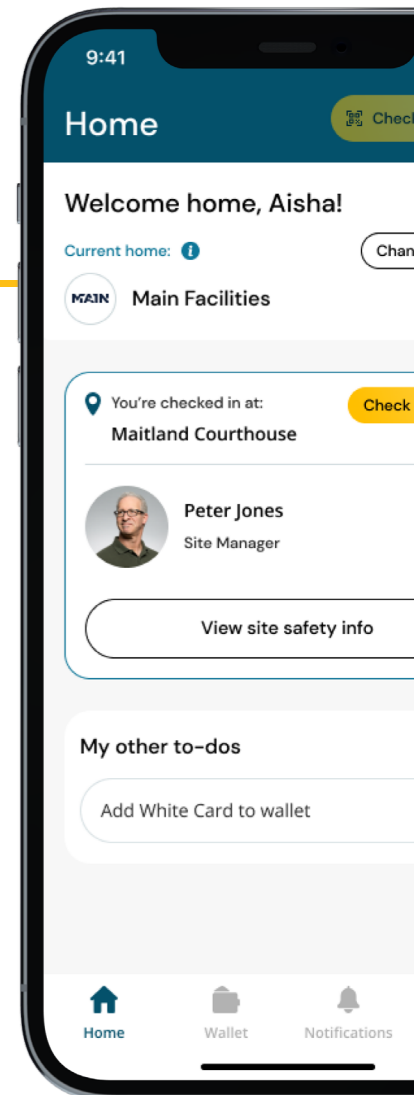 9:41
Home
Check
Welcome home, Aisha!
Current home:
Chan
MAIN
Main Facilities
You're checked in at:
Check
Maitland Courthouse
Peter Jones
Site Manager
View site safety info
My other to-dos
Add White Card to wallet
Home
Wallet
Notifications